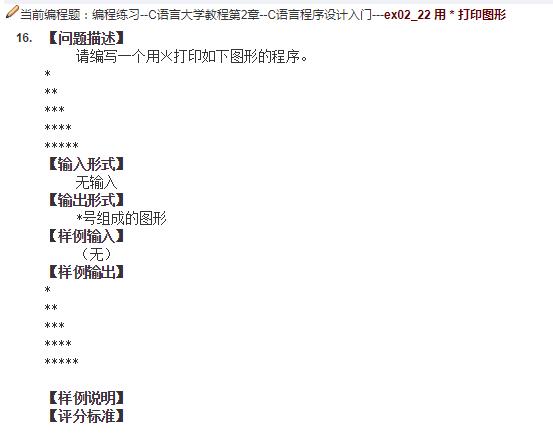 当前编程题：编程练习--C语言大学教程第2章--C语言程序设计入门---ex02_22 用 * 打印图形
16. 【问题描述】
请编写一个用※打印如下图形的程序。
*
**
***
****
*****
【输入形式】
无输入
【输出形式】
*号组成的图形
【样例输入】
（无）
【样例输出】
*
**
***
****
*****
【样例说明】
【评分标准】